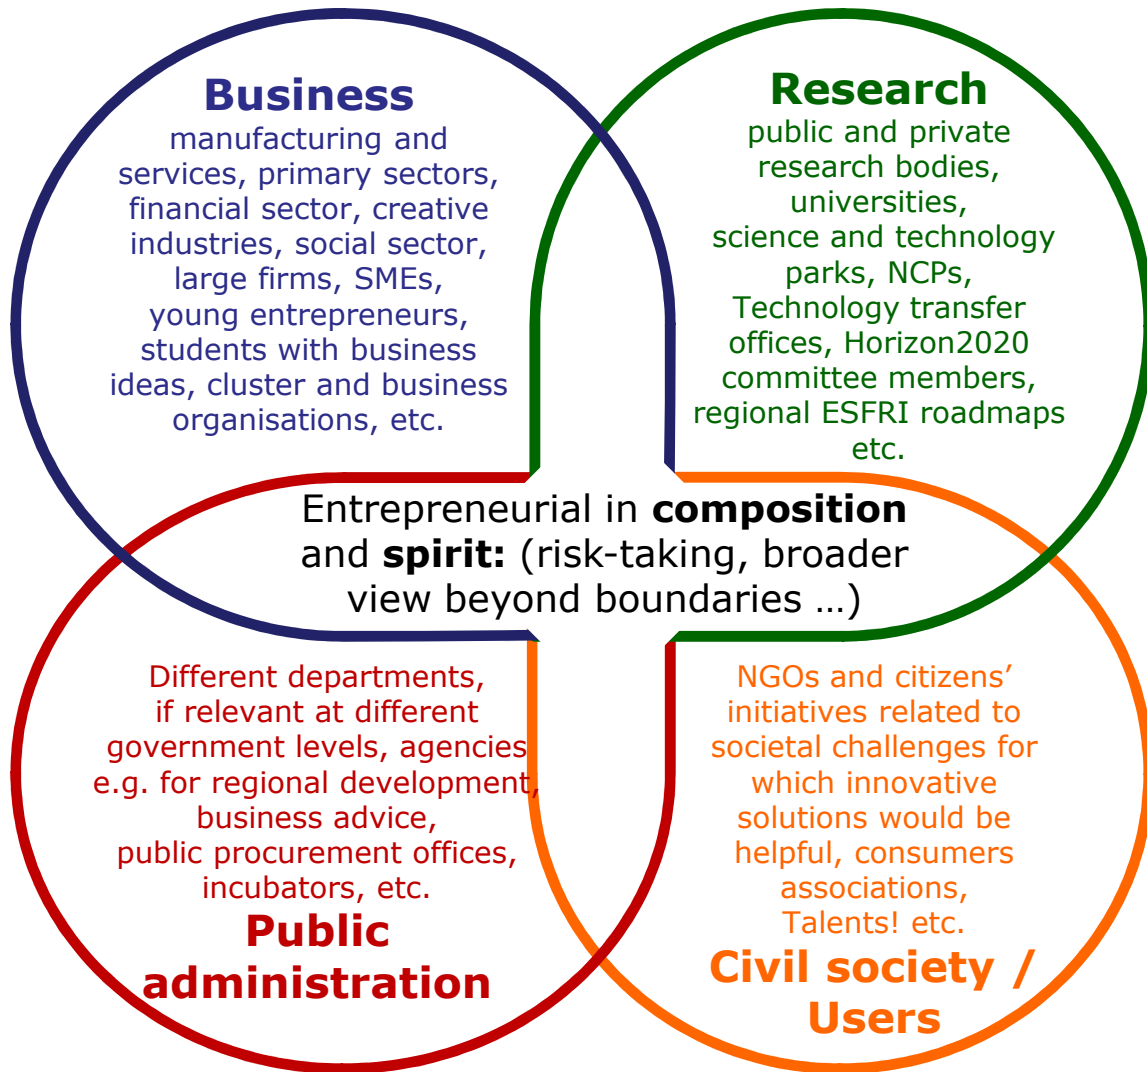 Business
manufacturing and
services, primary sectors,
financial sector, creative
industries, social sector,
large firms, SMEs,
young entrepreneurs,
students with business
ideas, cluster and business
organisations, etc.
Research
public and private
research bodies,
universities,
science and technology
parks, NCPs,
Technology transfer
offices, Horizon2020
committee members,
regional ESFRI roadmaps
etc.
Entrepreneurial in composition
and spirit: (risk-taking, broader
view beyond boundaries …)
Different departments,
if relevant at different
government levels, agencies
e.g. for regional development,
business advice,
public procurement offices,
incubators, etc.
Public
administration
NGOs and citizens’
initiatives related to
societal challenges for
which innovative
solutions would be
helpful, consumers
associations,
Talents! etc.
Civil society /
Users